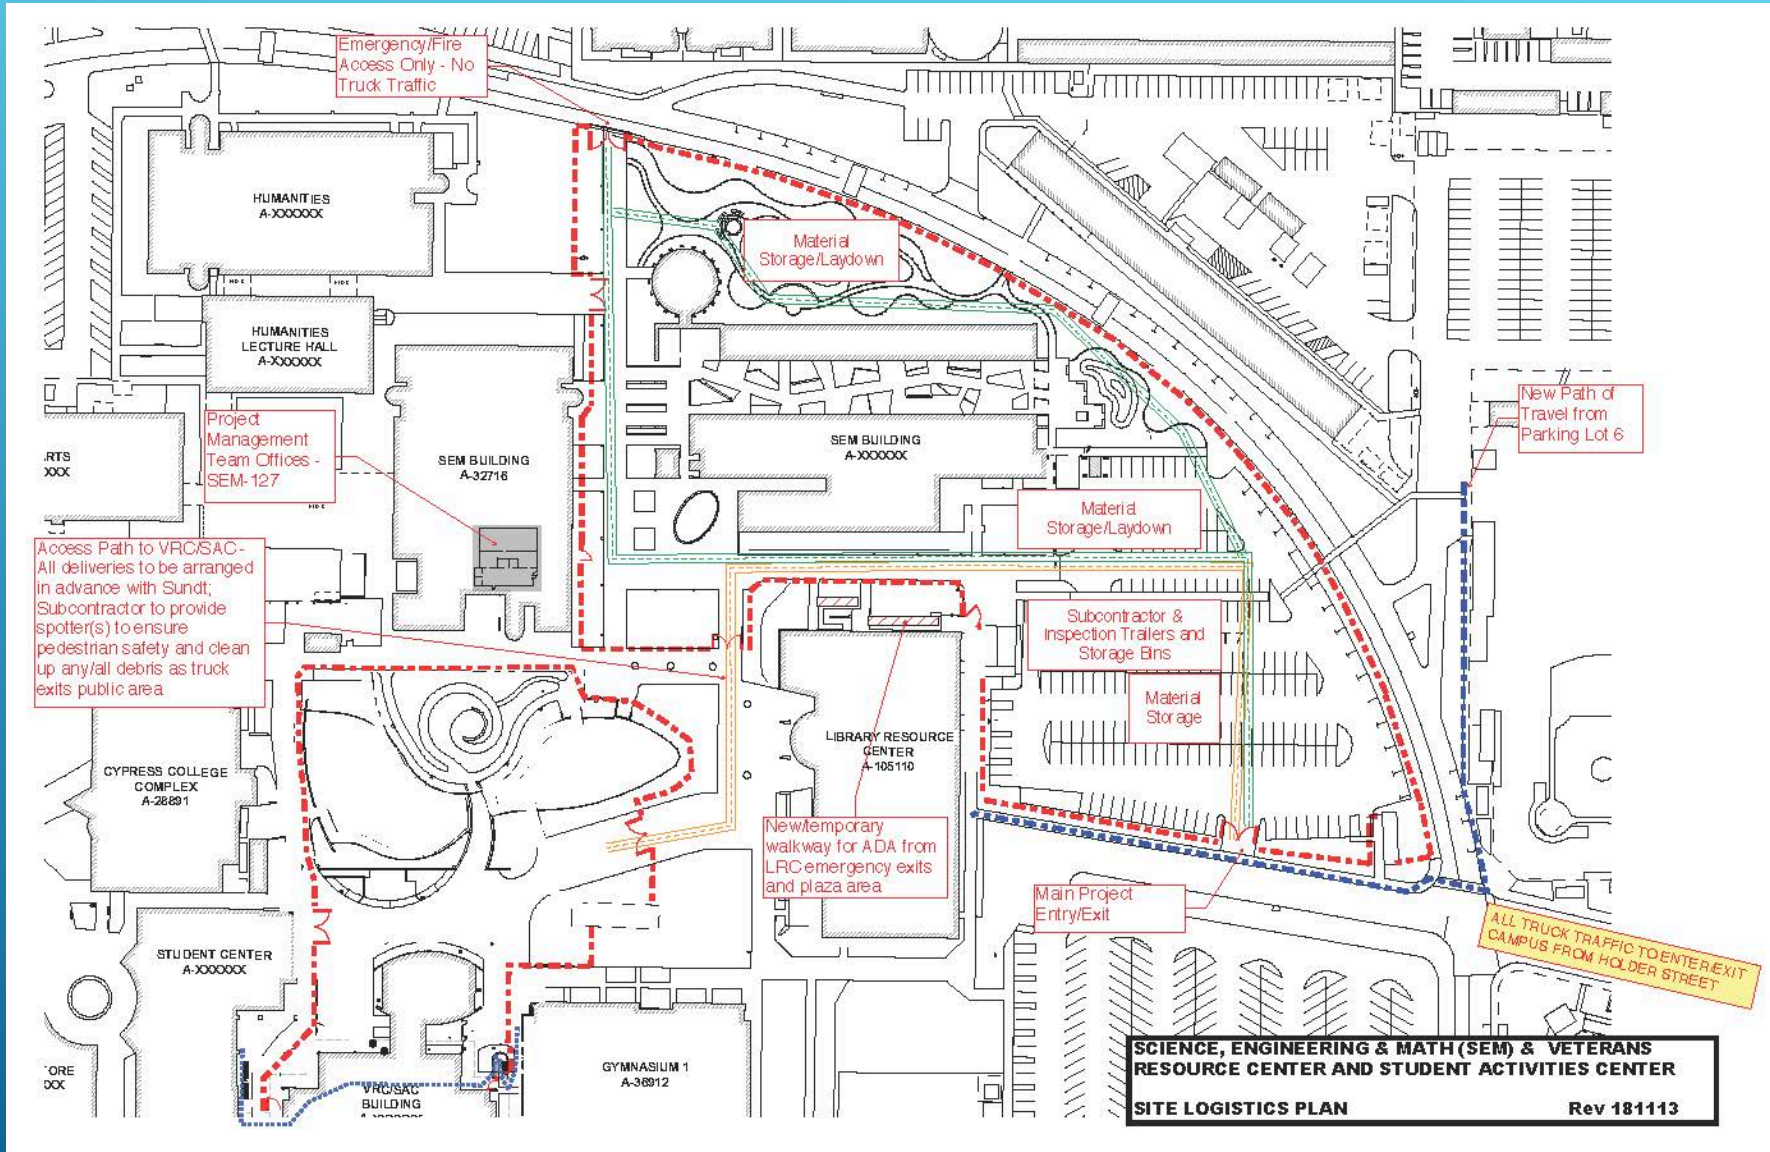 Emergency/Fire
Access Only - No
Truck Traffic
HUMANITIES
A-XXXXXX
Material
Storage/Laydown
HUMANITIES
LECTURE HALL
A-XXXXXX
New Path of
Travel from
Parking Lot 6
Project
Management
Team Offices -
SEM-127
SEM BUILDING
A-32716
SEM BUILDING
A-XXXXXX
RTS
XXX
Material
Storage/Laydown
Access Path to VRC/SAC -
All deliveries to be arranged
in advance with Sundt;
Subcontractor to provide
spotter(s) to ensure
pedestrian safety and clean
up any/all debris as truck
exits public area
Subcontractor &
Inspection Trailers and
Storage Bins
Material
Storage
LIBRARY RESOURCE
CENTER
A-105110
CYPRESS COLLEGE
COMPLEX
A-28891
New/temporary
walkway for ADA from
LRC emergency exits
and plaza area
Main Project
Entry/Exit
ALL TRUCK TRAFFIC TO ENTER/EXIT
CAMPUS FROM HOLDER STREET
STUDENT CENTER
A-XXXXXX
ORE
XXX
VRC/SAC
BUILDING
GYMNASIUM 1
A-36912
SCIENCE, ENGINEERING & MATH (SEM) & VETERANS
RESOURCE CENTER AND STUDENT ACTIVITIES CENTER
SITE LOGISTICS PLAN Rev 181113